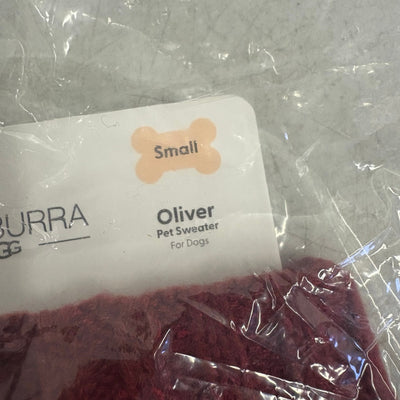 Small
BURRA
GG
Oliver
Pet Sweater
For Dogs